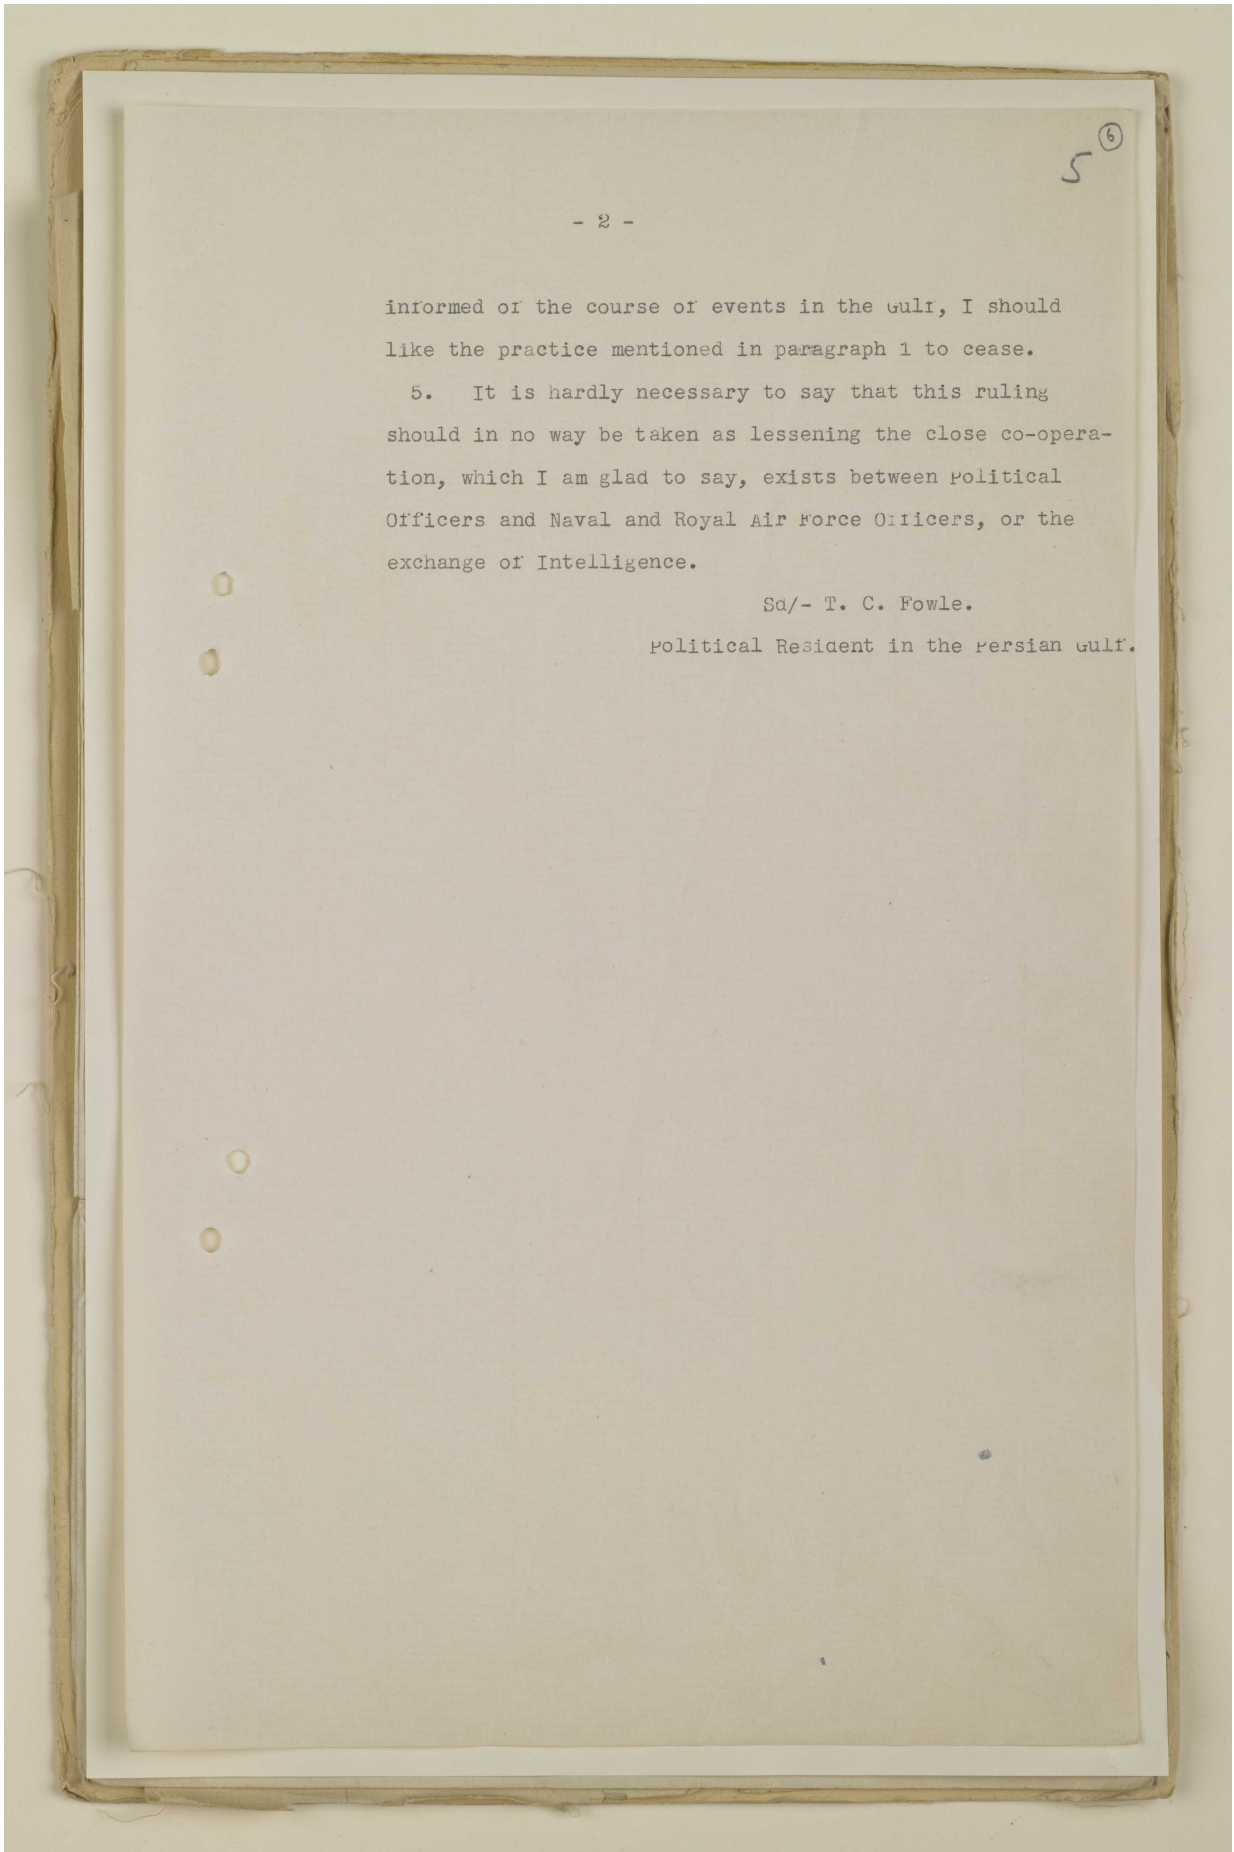 6
5
- 2 -
informed of the course of events in the Gulf, I should
like the practice mentioned in paragraph 1 to cease.
5. It is hardly necessary to say that this ruling
should in no way be taken as lessening the close co-opera-
tion, which I am glad to say, exists between Political
Officers and Naval and Royal Air Force Officers, or the
exchange of Intelligence.
Sd/- T. C. Fowle.
Political Resident in the Persian Gulf.